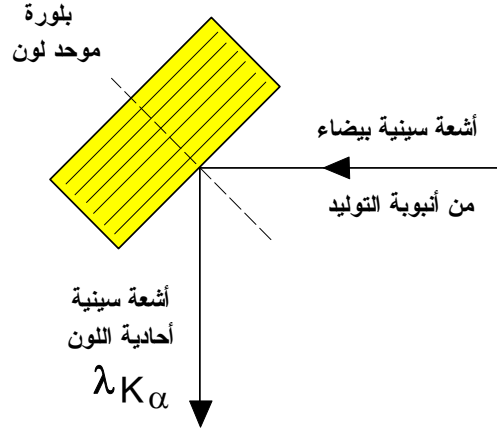 بلورة
موحد لون
أشعة سينية بيضاء
من أنبوبة التوليد
أشعة سينية
أحادية اللون
λKα